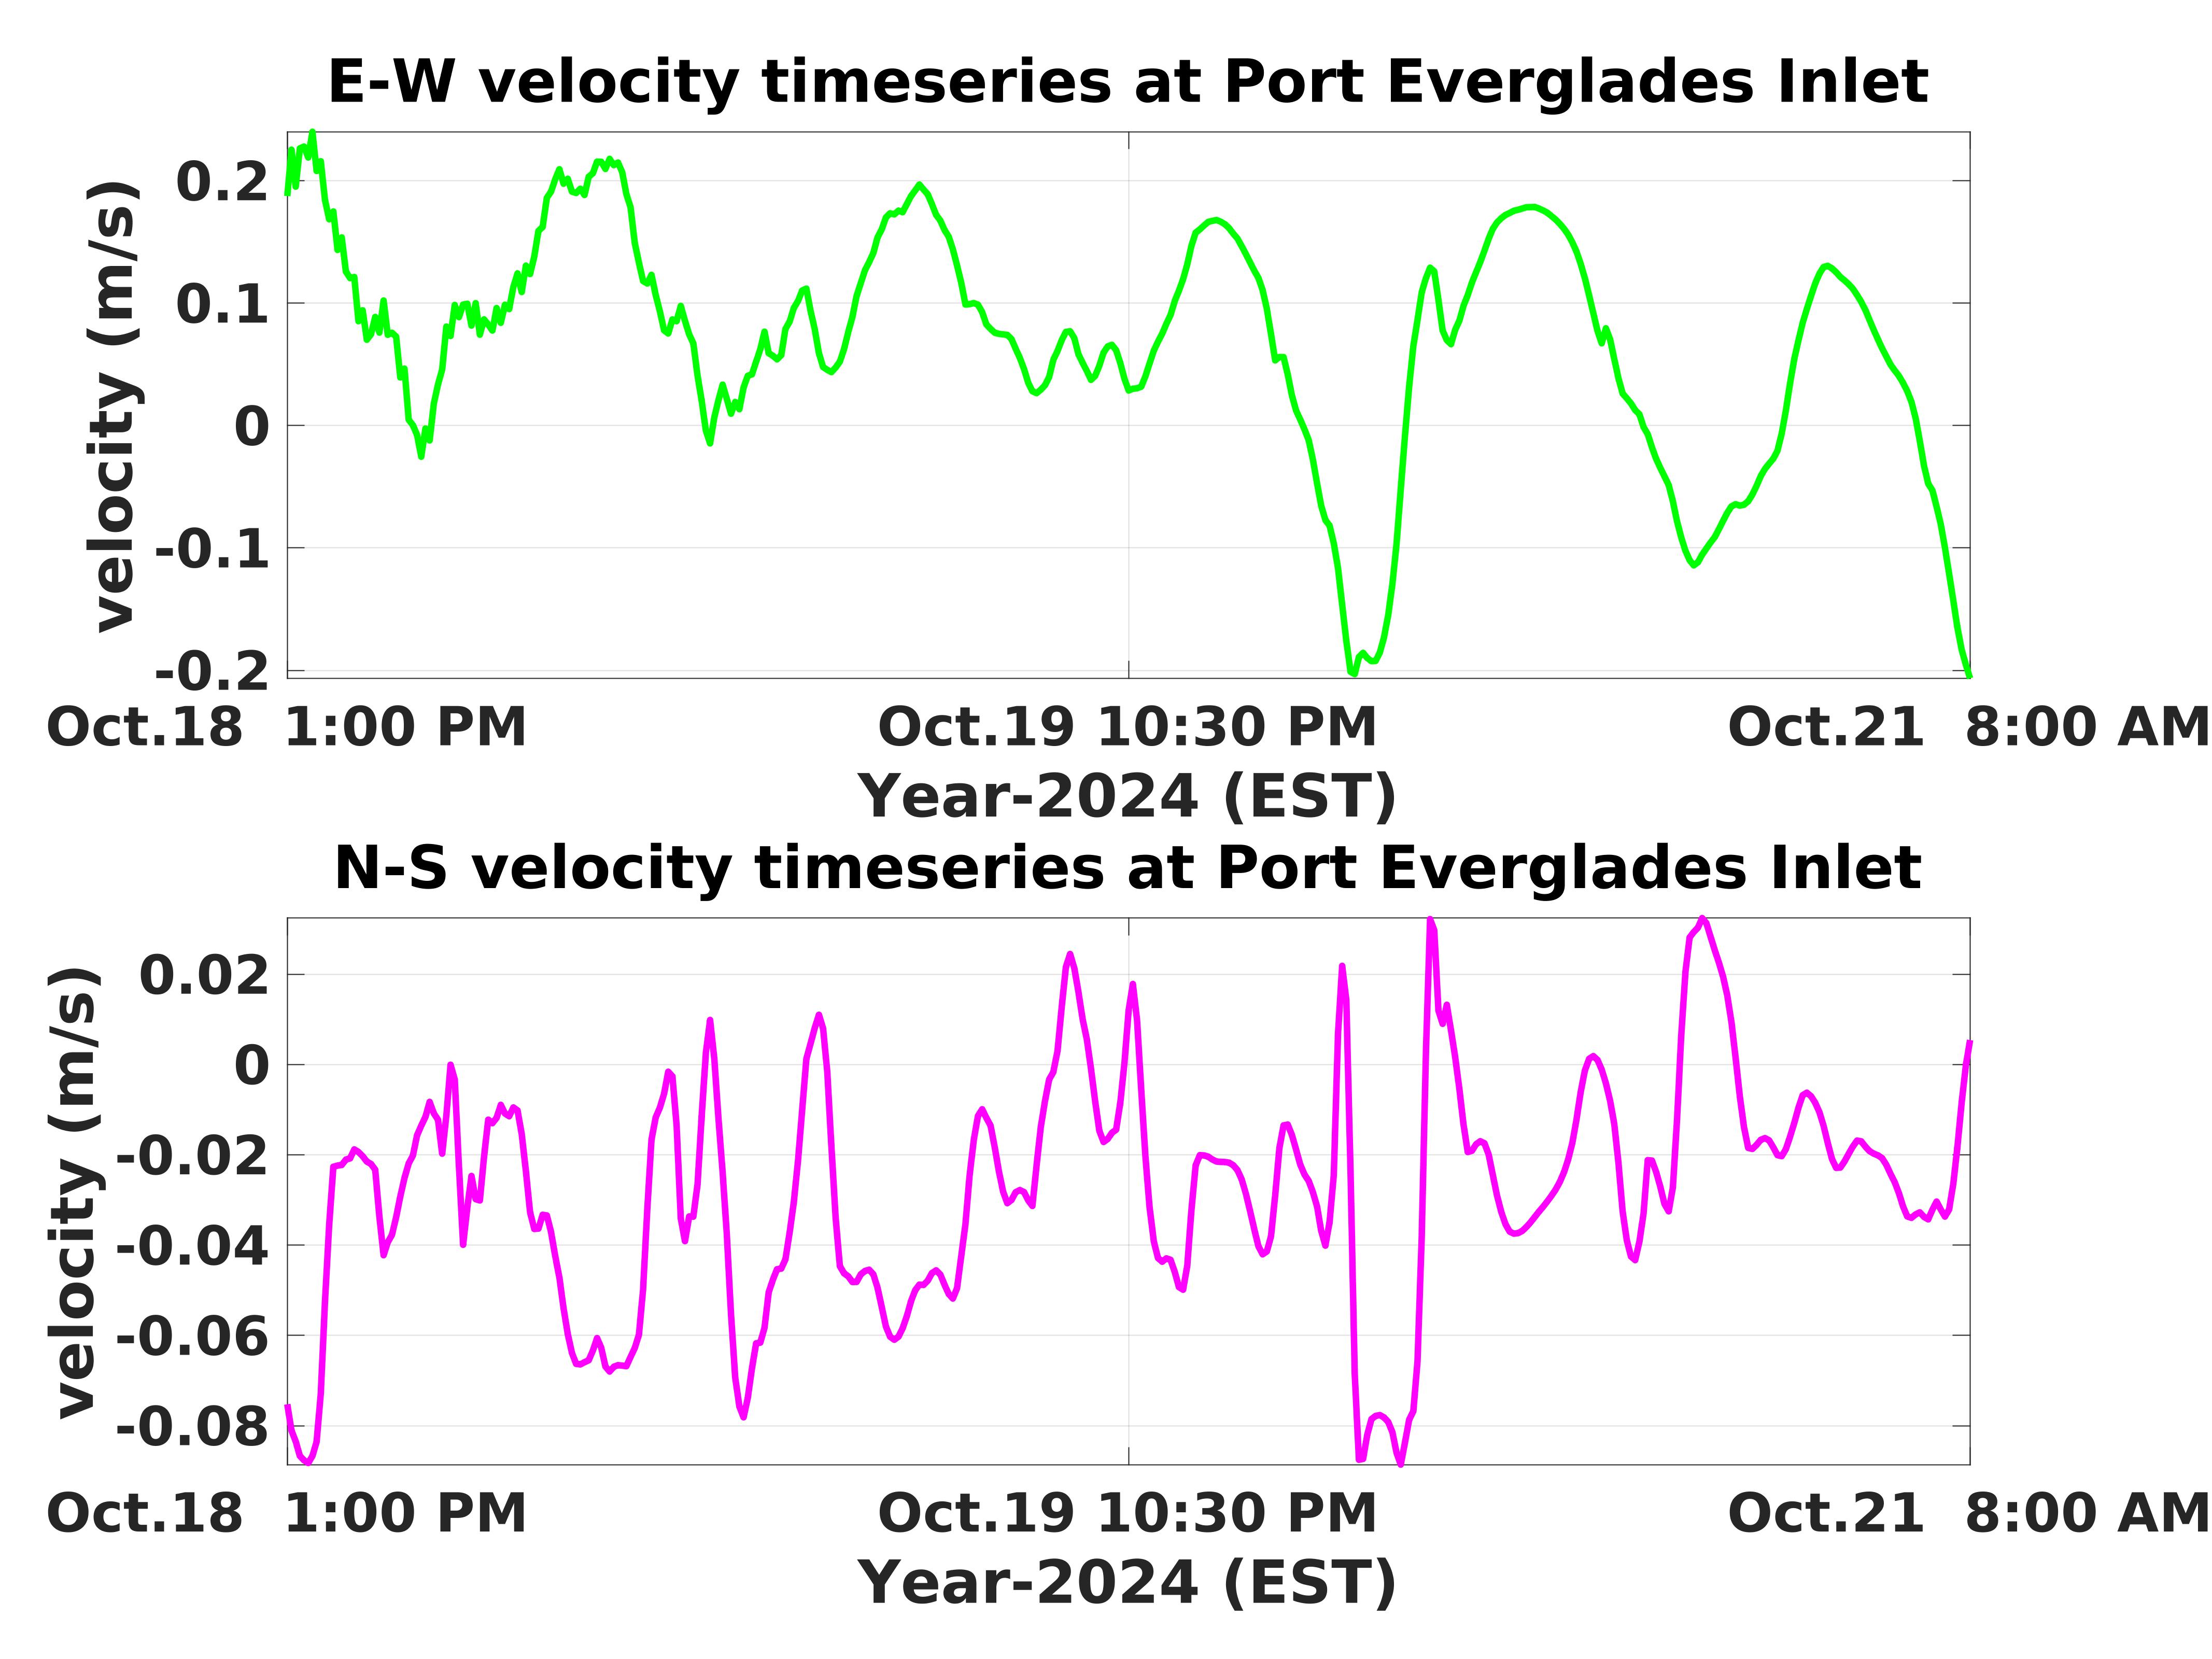 E-W velocity timeseries at Port Everglades Inlet
velocity (m/s)
0.2
0.1
0
-0.1
-0.2
Oct.18  1:00 PM
Oct.19 10:30 PM
Oct.21  8:00 AM
Year-2024 (EST)
N-S velocity timeseries at Port Everglades Inlet
velocity (m/s)
0.02
0
-0.02
-0.04
-0.06
-0.08
Oct.18  1:00 PM
Oct.19 10:30 PM
Oct.21  8:00 AM
Year-2024 (EST)